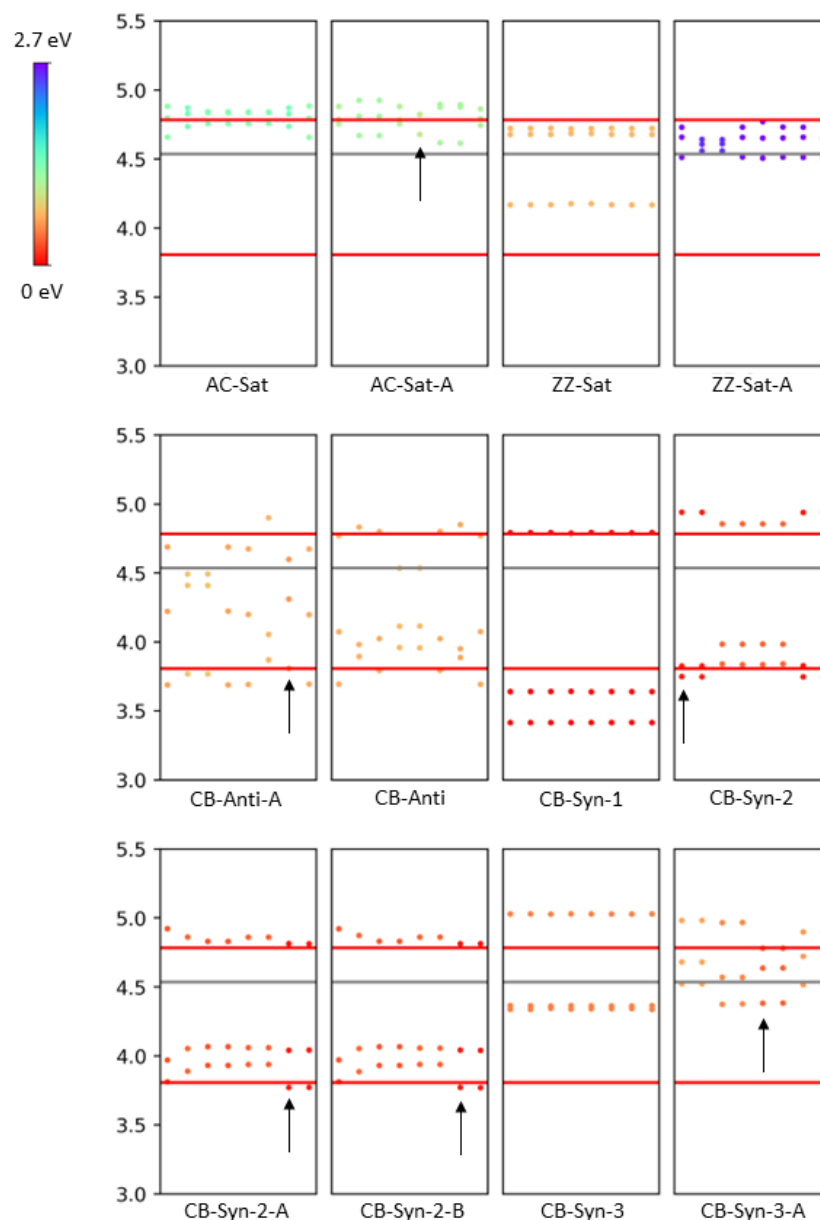 2.7 eV
0 eV
5.5
5.0
4.5
4.0
3.5
3.0
AC-Sat
AC-Sat-A
ZZ-Sat
ZZ-Sat-A
5.5
5.0
4.5
4.0
3.5
3.0
CB-Anti-A
CB-Anti
CB-Syn-1
CB-Syn-2
5.5
5.0
4.5
4.0
3.5
3.0
CB-Syn-2-A
CB-Syn-2-B
CB-Syn-3
CB-Syn-3-A